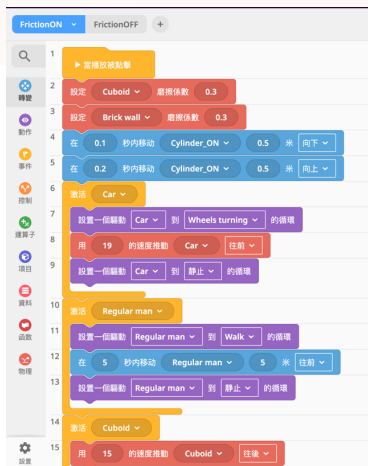 FrictionON FrictionOFF +
1 當播放被點擊
2 設定 Cuboid 磨擦係數 0.3
3 設定 Brick wall 磨擦係數 0.3
4 在 0.1 秒内移动 Cylinder_ON 0.5 米 向下
5 在 0.2 秒内移动 Cylinder_ON 0.5 米 向上
6 激活 Car
7 設置一個驅動 Car 到 Wheels turning 的循環
8 用 19 的速度推動 Car 往前
9 設置一個驅動 Car 到 静止 的循環
10 激活 Regular man
11 設置一個驅動 Regular man 到 Walk 的循環
12 在 5 秒内移动 Regular man 5 米 往前
13 設置一個驅動 Regular man 到 静止 的循環
14 激活 Cuboid
15 用 15 的速度推動 Cuboid 往後
轉變
動作
事件
控制
運算子
項目
資料
函数
物理
設置